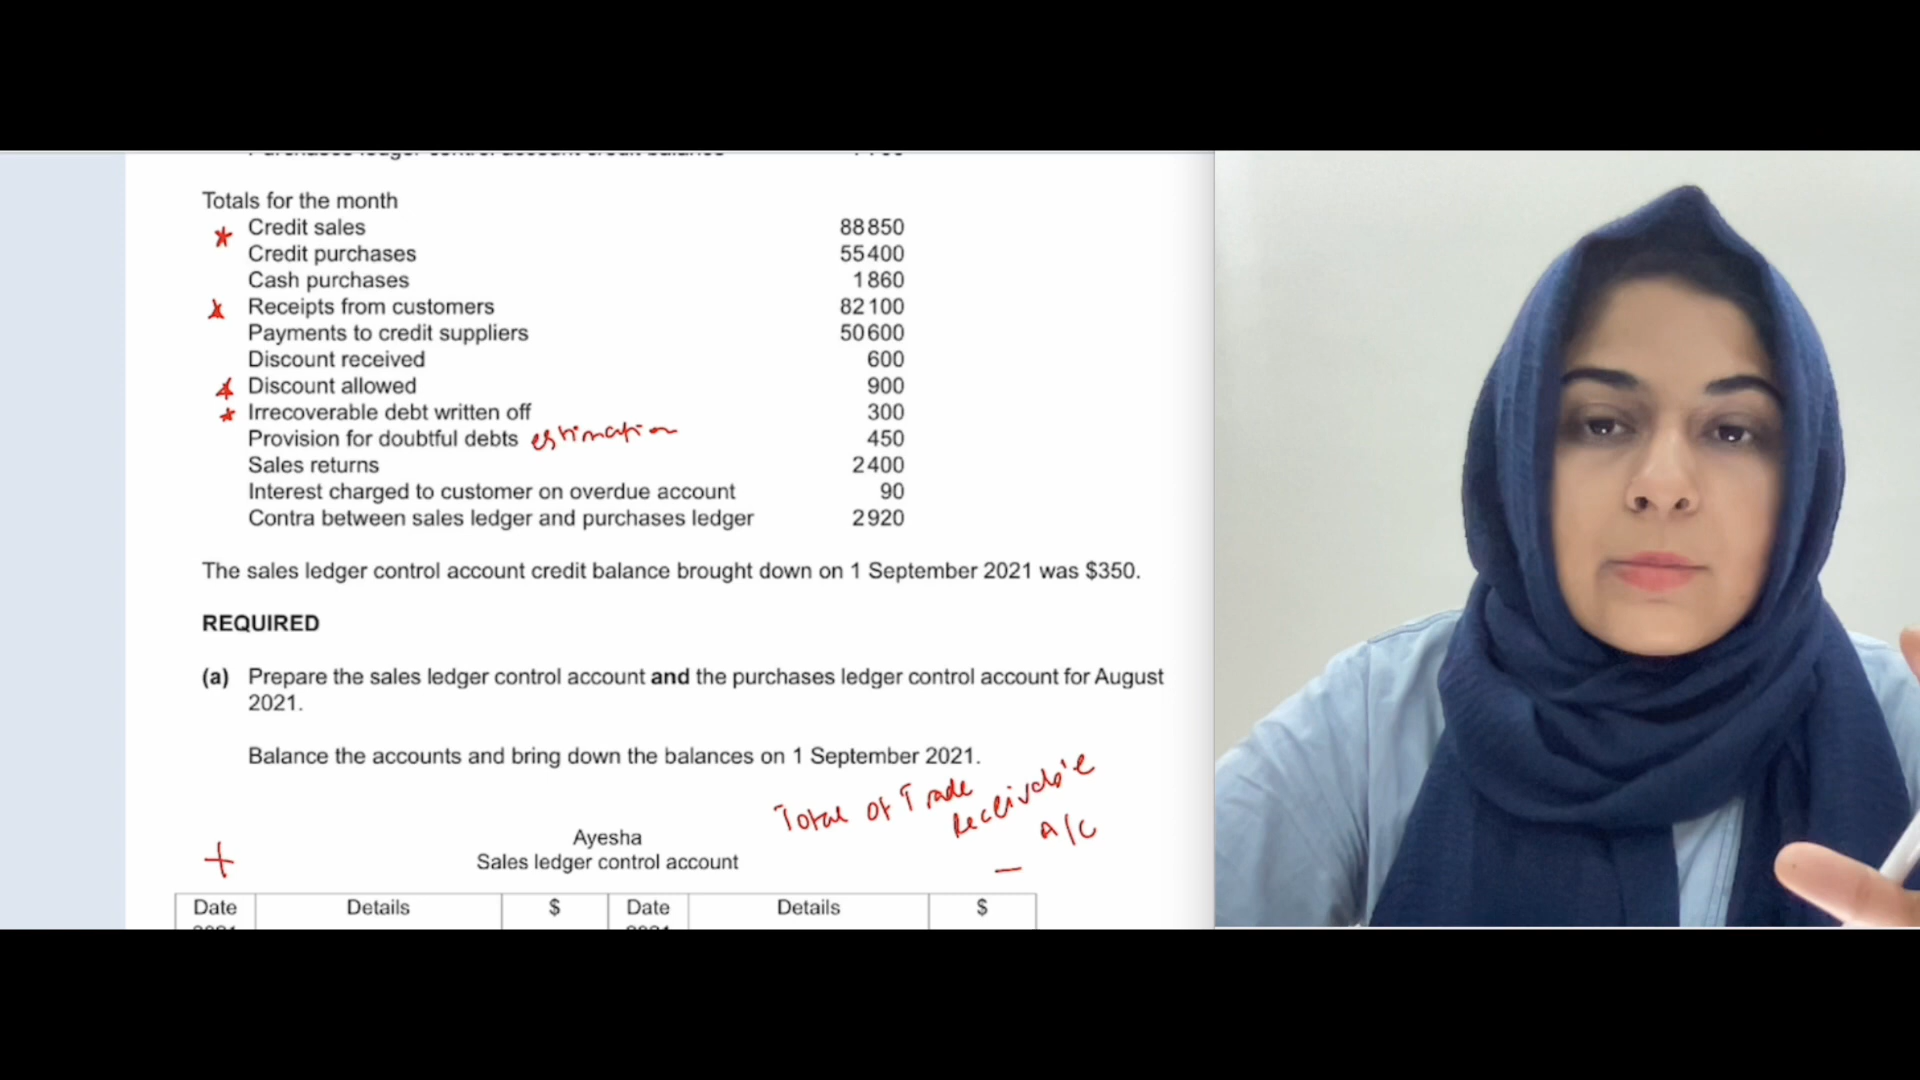 Totals for the month
* Credit sales 88850
Credit purchases 55400
Cash purchases 1860
* Receipts from customers 82100
Payments to credit suppliers 50600
Discount received 600
* Discount allowed 900
* Irrecoverable debt written off 300
Provision for doubtful debts estimation 450
Sales returns 2400
Interest charged to customer on overdue account 90
Contra between sales ledger and purchases ledger 2920
The sales ledger control account credit balance brought down on 1 September 2021 was $350.
REQUIRED
(a) Prepare the sales ledger control account and the purchases ledger control account for August
2021.
Balance the accounts and bring down the balances on 1 September 2021.
Total of Trade
Receivable
A/C
Ayesha
+ Sales ledger control account –
Date Details $ Date Details $